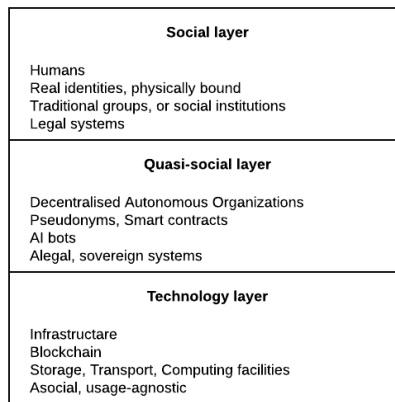 Social layer
Humans
Real identities, physically bound
Traditional groups, or social institutions
Legal systems
Quasi-social layer
Decentralised Autonomous Organizations
Pseudonyms, Smart contracts
AI bots
Alegal, sovereign systems
Technology layer
Infrastructare
Blockchain
Storage, Transport, Computing facilities
Asocial, usage-agnostic